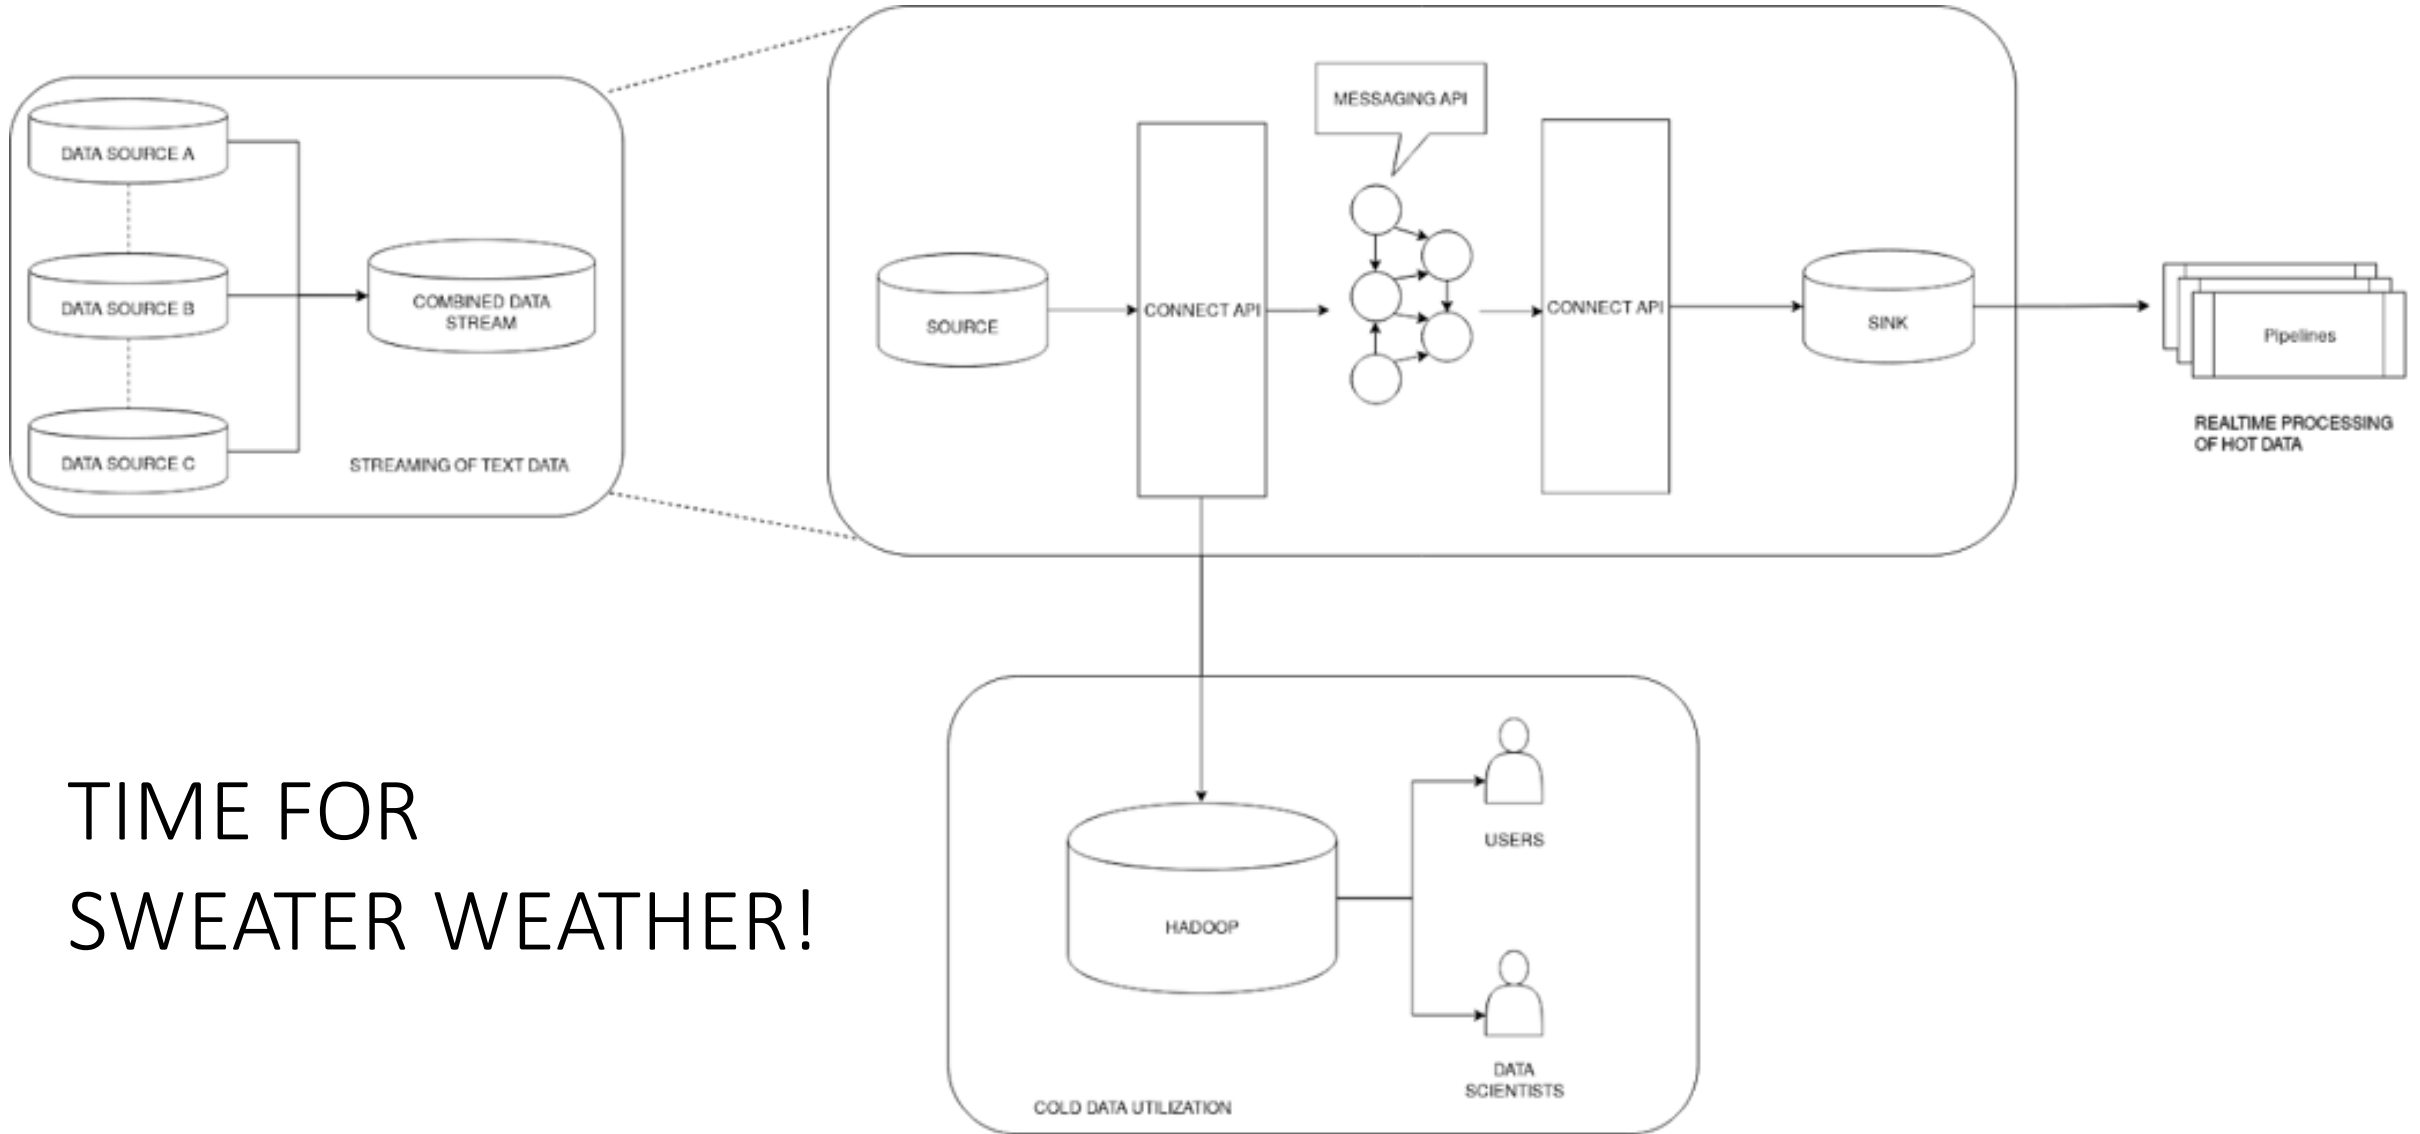 DATA SOURCE A
DATA SOURCE B
DATA SOURCE C
COMBINED DATA
STREAM
STREAMING OF TEXT DATA
MESSAGING API
SOURCE
CONNECT API
CONNECT API
SINK
Pipelines
REALTIME PROCESSING
OF HOT DATA
TIME FOR
SWEATER WEATHER!
HADOOP
USERS
DATA
SCIENTISTS
COLD DATA UTILIZATION